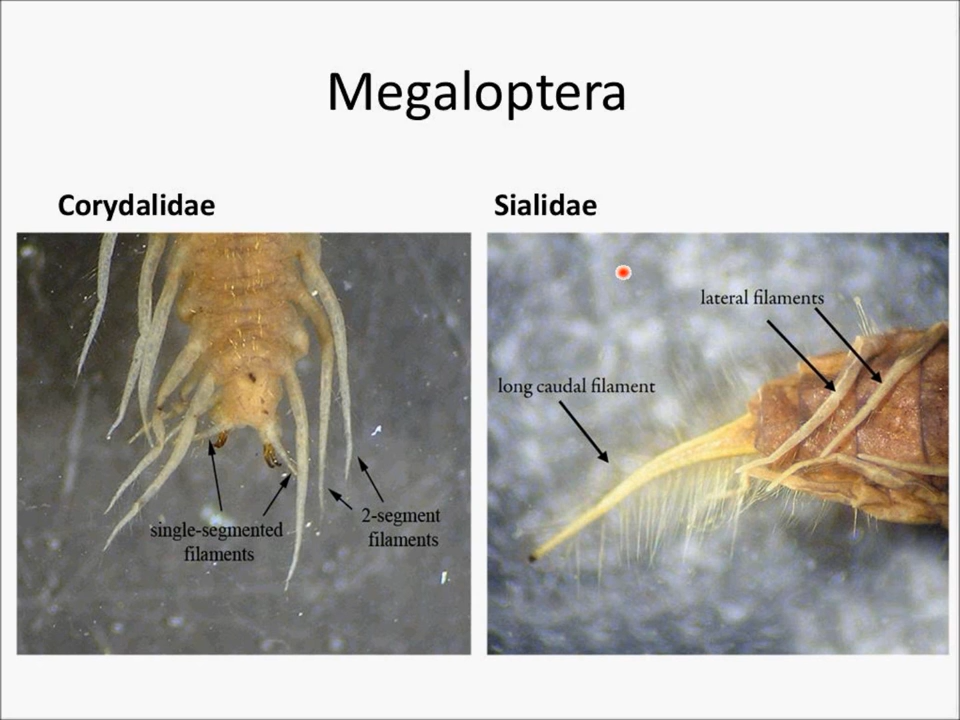 Megaloptera
Corydalidae
Sialidae
single-segmented
filaments
2-segment
filaments
lateral filaments
long caudal filament